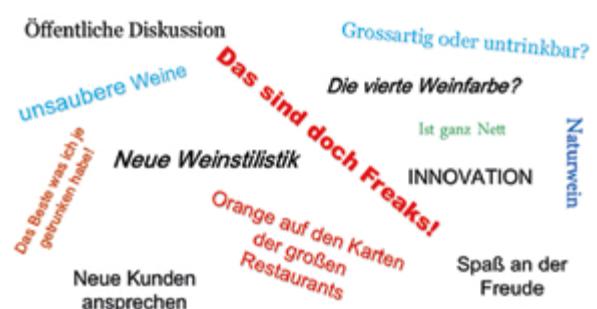 Öffentliche Diskussion
Grossartig oder untrinkbar?
unsaubere Weine
Das sind doch Freaks!
Die vierte Weinfarbe?
Ist ganz Nett
Naturwein
Das Beste was ich je
getrunken habe!
Neue Weinstilistik
INNOVATION
Orange auf den Karten
der großen
Restaurants
Spaß an der
Freude
Neue Kunden
ansprechen